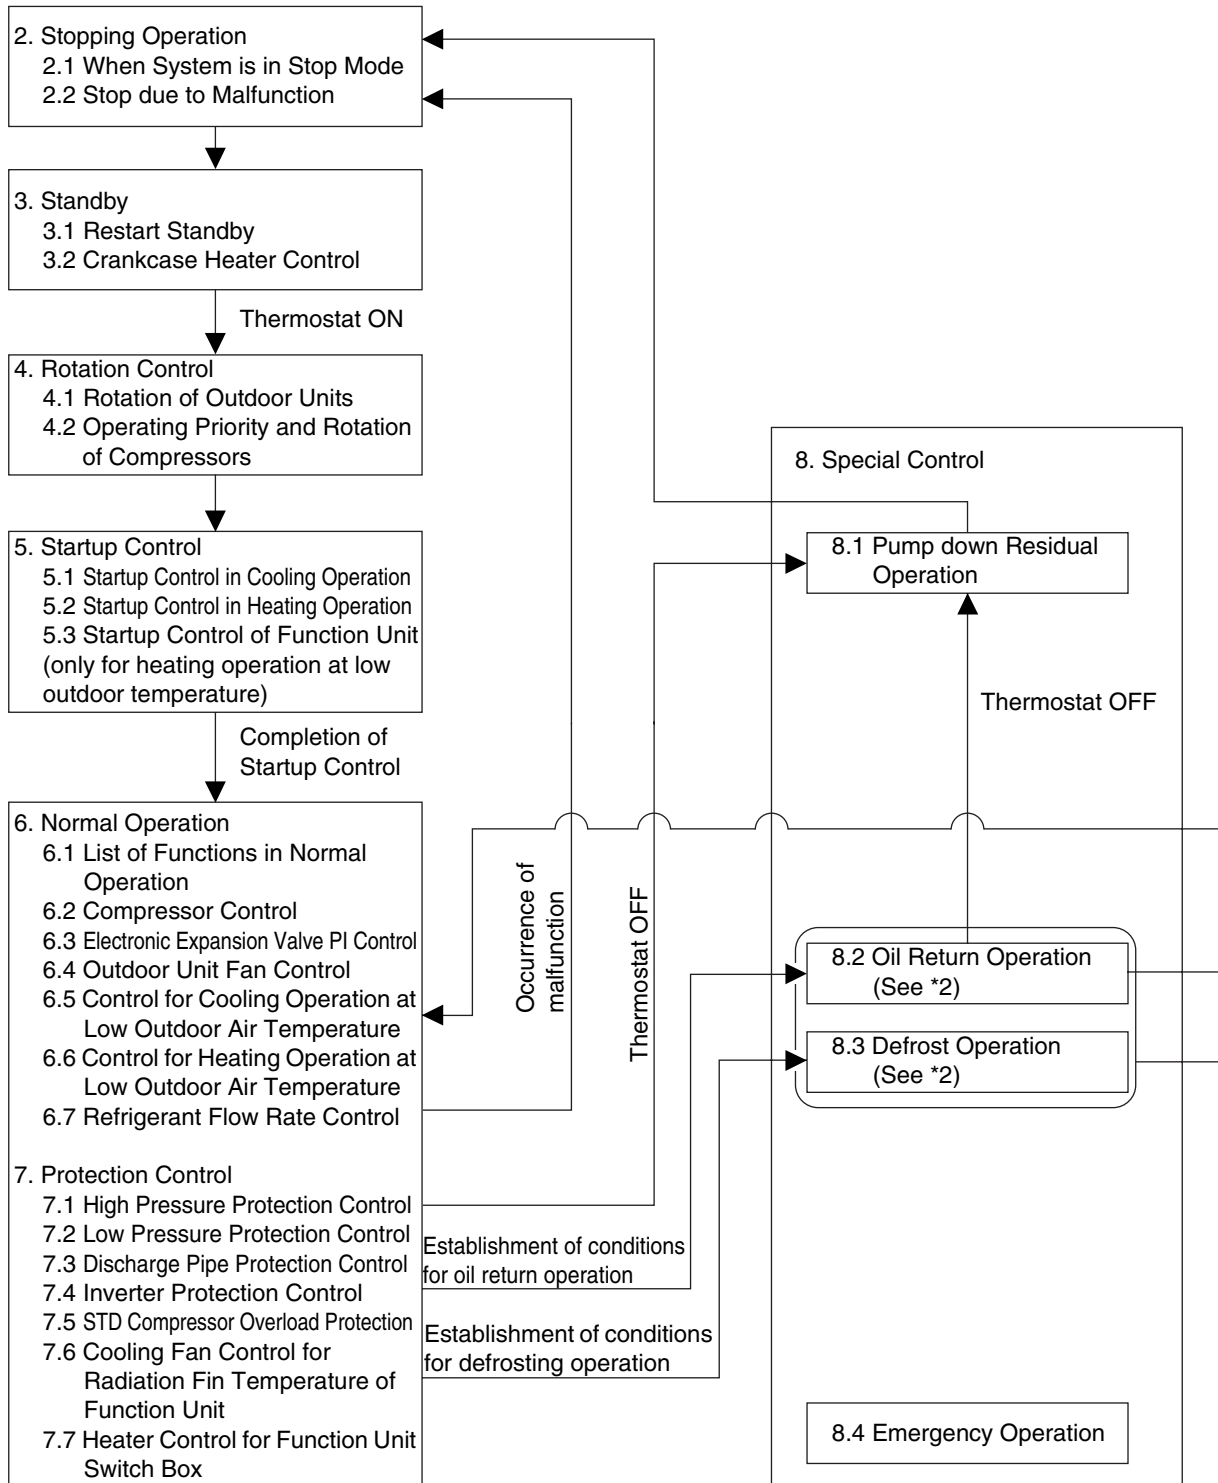 2. Stopping Operation
2.1 When System is in Stop Mode
2.2 Stop due to Malfunction
3. Standby
3.1 Restart Standby
3.2 Crankcase Heater Control
Thermostat ON
4. Rotation Control
4.1 Rotation of Outdoor Units
4.2 Operating Priority and Rotation
of Compressors
5. Startup Control
5.1 Startup Control in Cooling Operation
5.2 Startup Control in Heating Operation
5.3 Startup Control of Function Unit
(only for heating operation at low
outdoor temperature)
Completion of
Startup Control
6. Normal Operation
6.1 List of Functions in Normal
Operation
6.2 Compressor Control
6.3 Electronic Expansion Valve PI Control
6.4 Outdoor Unit Fan Control
6.5 Control for Cooling Operation at
Low Outdoor Air Temperature
6.6 Control for Heating Operation at
Low Outdoor Air Temperature
6.7 Refrigerant Flow Rate Control
7. Protection Control
7.1 High Pressure Protection Control
7.2 Low Pressure Protection Control
7.3 Discharge Pipe Protection Control
7.4 Inverter Protection Control
7.5 STD Compressor Overload Protection
7.6 Cooling Fan Control for
Radiation Fin Temperature of
Function Unit
7.7 Heater Control for Function Unit
Switch Box
Occurrence of
malfunction
Thermostat OFF
Establishment of conditions
for oil return operation
Establishment of conditions
for defrosting operation
8. Special Control
8.1 Pump down Residual
Operation
Thermostat OFF
8.2 Oil Return Operation
(See *2)
8.3 Defrost Operation
(See *2)
8.4 Emergency Operation